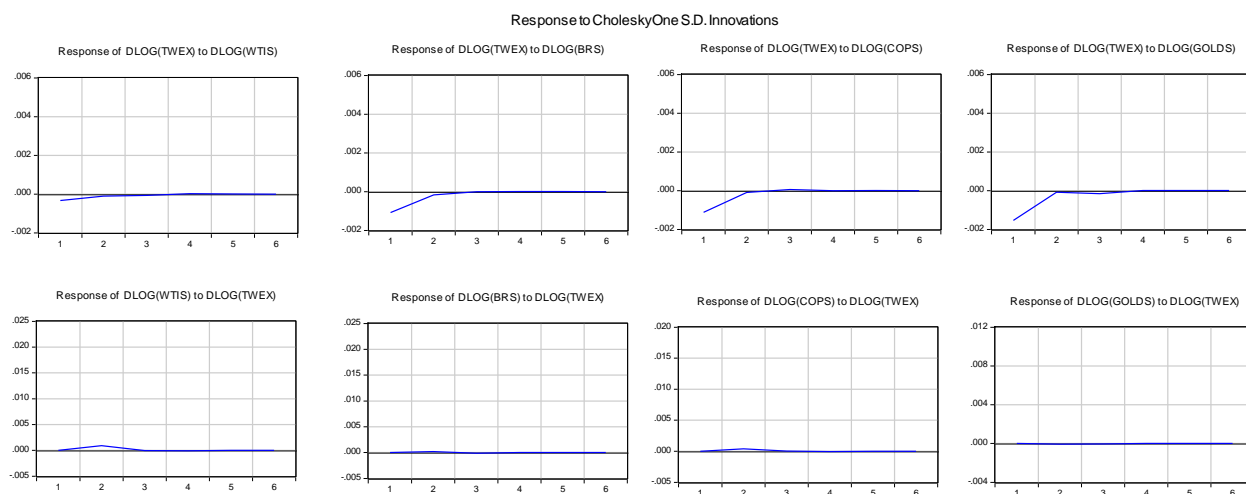 Response to CholeskyOne S.D. Innovations
Response of DLOG(TWEX) to DLOG(WTIS)
.006
.004
.002
.000
-.002
1 2 3 4 5 6
Response of DLOG(TWEX) to DLOG(BRS)
.006
.004
.002
.000
-.002
1 2 3 4 5 6
Response of DLOG(TWEX) to DLOG(COPS)
.006
.004
.002
.000
-.002
1 2 3 4 5 6
Response of DLOG(TWEX) to DLOG(GOLDS)
.006
.004
.002
.000
-.002
1 2 3 4 5 6
Response of DLOG(WTIS) to DLOG(TWEX)
.025
.020
.015
.010
.005
.000
-.005
1 2 3 4 5 6
Response of DLOG(BRS) to DLOG(TWEX)
.025
.020
.015
.010
.005
.000
-.005
1 2 3 4 5 6
Response of DLOG(COPS) to DLOG(TWEX)
.020
.015
.010
.005
.000
-.005
1 2 3 4 5 6
Response of DLOG(GOLDS) to DLOG(TWEX)
.012
.008
.004
.000
-.004
1 2 3 4 5 6